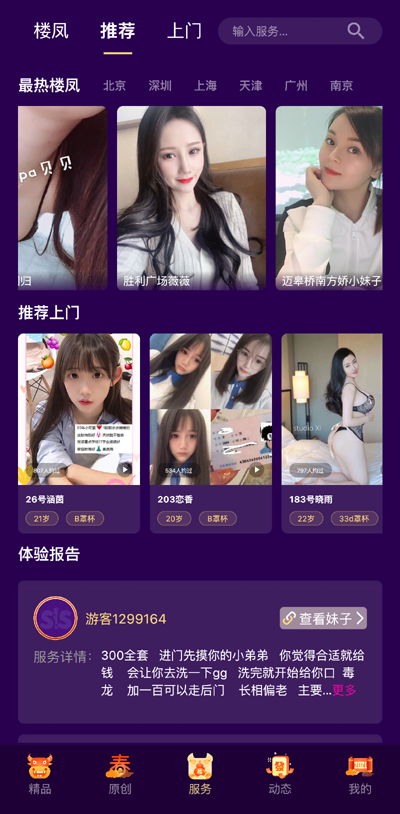 楼凤 推荐 上门 输入服务...
最热楼凤 北京 深圳 上海 天津 广州 南京
贝贝
归
胜利广场薇薇
迈皋桥南方娇小妹子
推荐上门
807人约过
534人约过
studio Xi
797人约过
26号涵茵
203恋香
183号晓雨
21岁 B罩杯
20岁 B罩杯
22岁 33d罩杯
体验报告
sis
游客1299164
查看妹子
服务详情：
300全套 进门先摸你的小弟弟 你觉得合适就给
钱 会让你去洗一下gg 洗完就开始给你口 毒
龙 加一百可以走后门 长相偏老 主要...更多
泰
發
精品 原创 服务 动态 我的